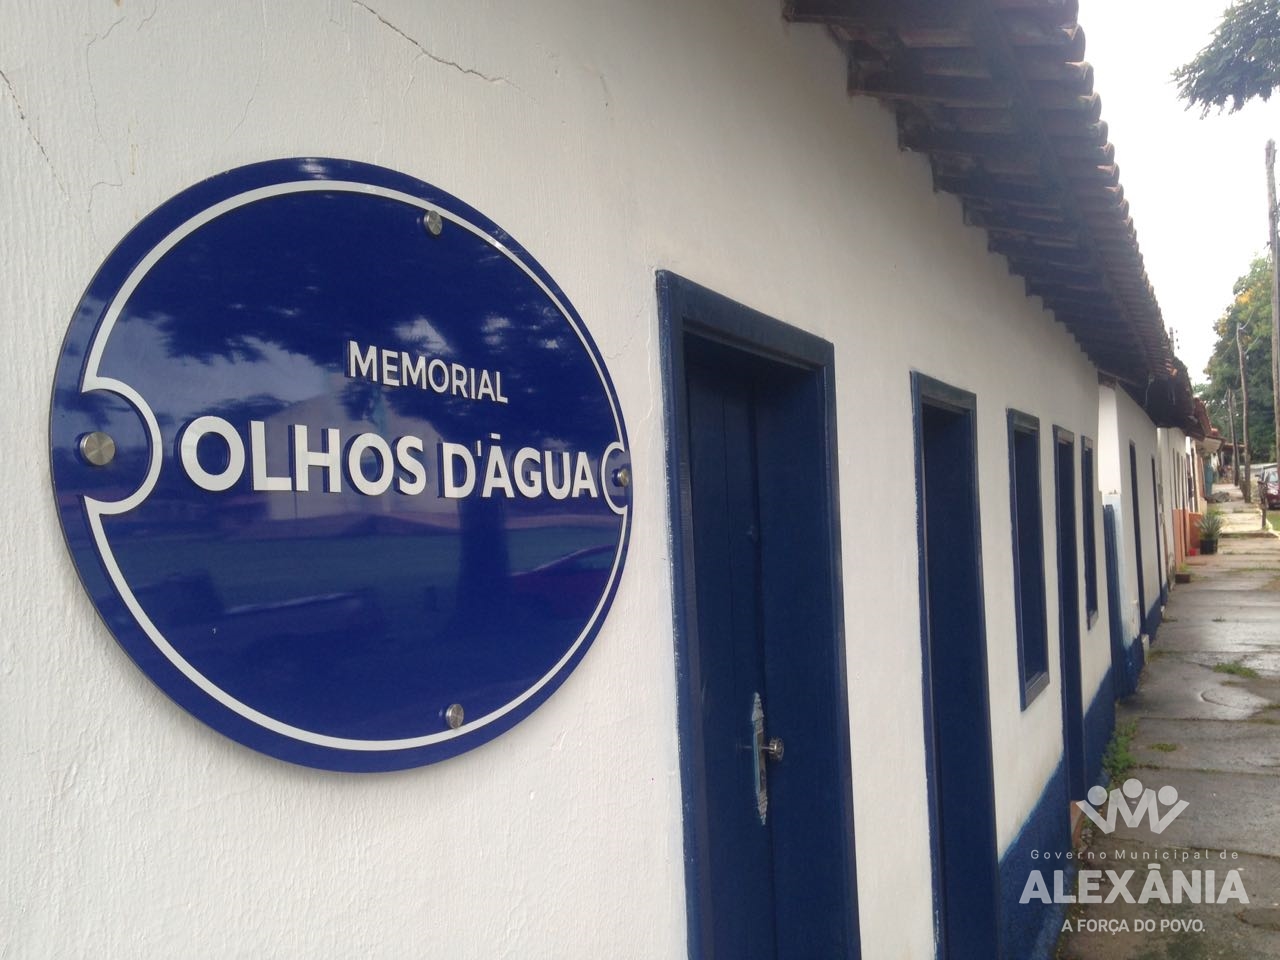 MEMORIAL
OLHOS D'ÁGUA
Governo Municipal de
ALEXÂNIA
A FORÇA DO POVO.